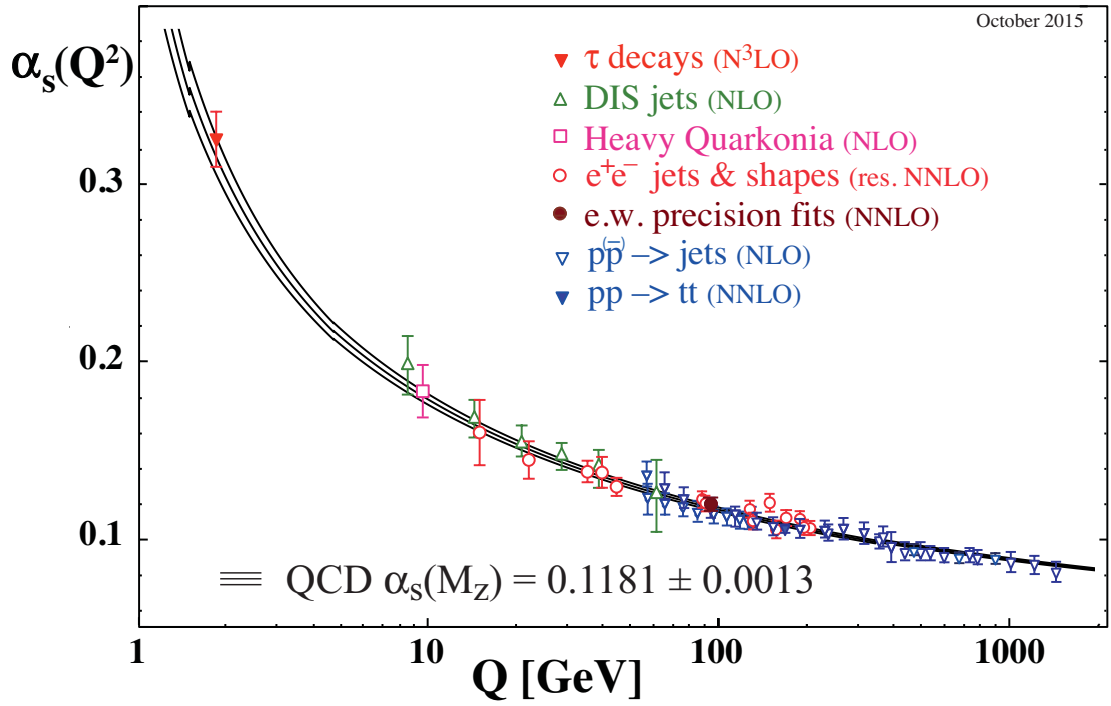 October 2015
αs(Q²)
τ decays (N³LO)
DIS jets (NLO)
Heavy Quarkonia (NLO)
e⁺e⁻ jets & shapes (res. NNLO)
e.w. precision fits (NNLO)
pp(–) –> jets (NLO)
pp –> tt (NNLO)
0.3
0.2
0.1
QCD αs(Mz) = 0.1181 ± 0.0013
1 10 100 1000
Q [GeV]